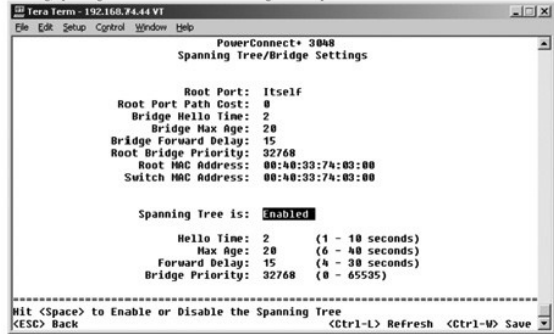 Tera Term - 192.168.74.44 VT
File Edit Setup Control Window Help
PowerConnect+ 3048
Spanning Tree/Bridge Settings
Root Port: Itself
Root Port Path Cost: 0
Bridge Hello Time: 2
Bridge Max Age: 20
Bridge Forward Delay: 15
Root Bridge Priority: 32768
Root MAC Address: 00:40:33:74:03:00
Switch MAC Address: 00:40:33:74:03:00
Spanning Tree is: Enabled
Hello Time: 2 (1 - 10 seconds)
Max Age: 20 (6 - 40 seconds)
Forward Delay: 15 (4 - 30 seconds)
Bridge Priority: 32768 (0 - 65535)
Hit <Space> to Enable or Disable the Spanning Tree
<ESC> Back <Ctrl-L> Refresh <Ctrl-W> Save